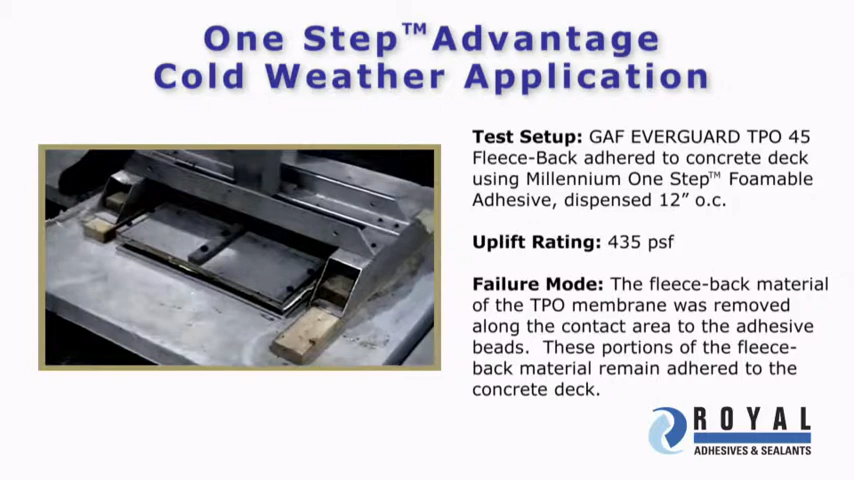 One Step™ Advantage
Cold Weather Application
Test Setup: GAF EVERGUARD TPO 45
Fleece-Back adhered to concrete deck
using Millennium One Step™ Foamable
Adhesive, dispensed 12” o.c.
Uplift Rating: 435 psf
Failure Mode: The fleece-back material
of the TPO membrane was removed
along the contact area to the adhesive
beads. These portions of the fleece-
back material remain adhered to the
concrete deck.
ROYAL
ADHESIVES & SEALANTS